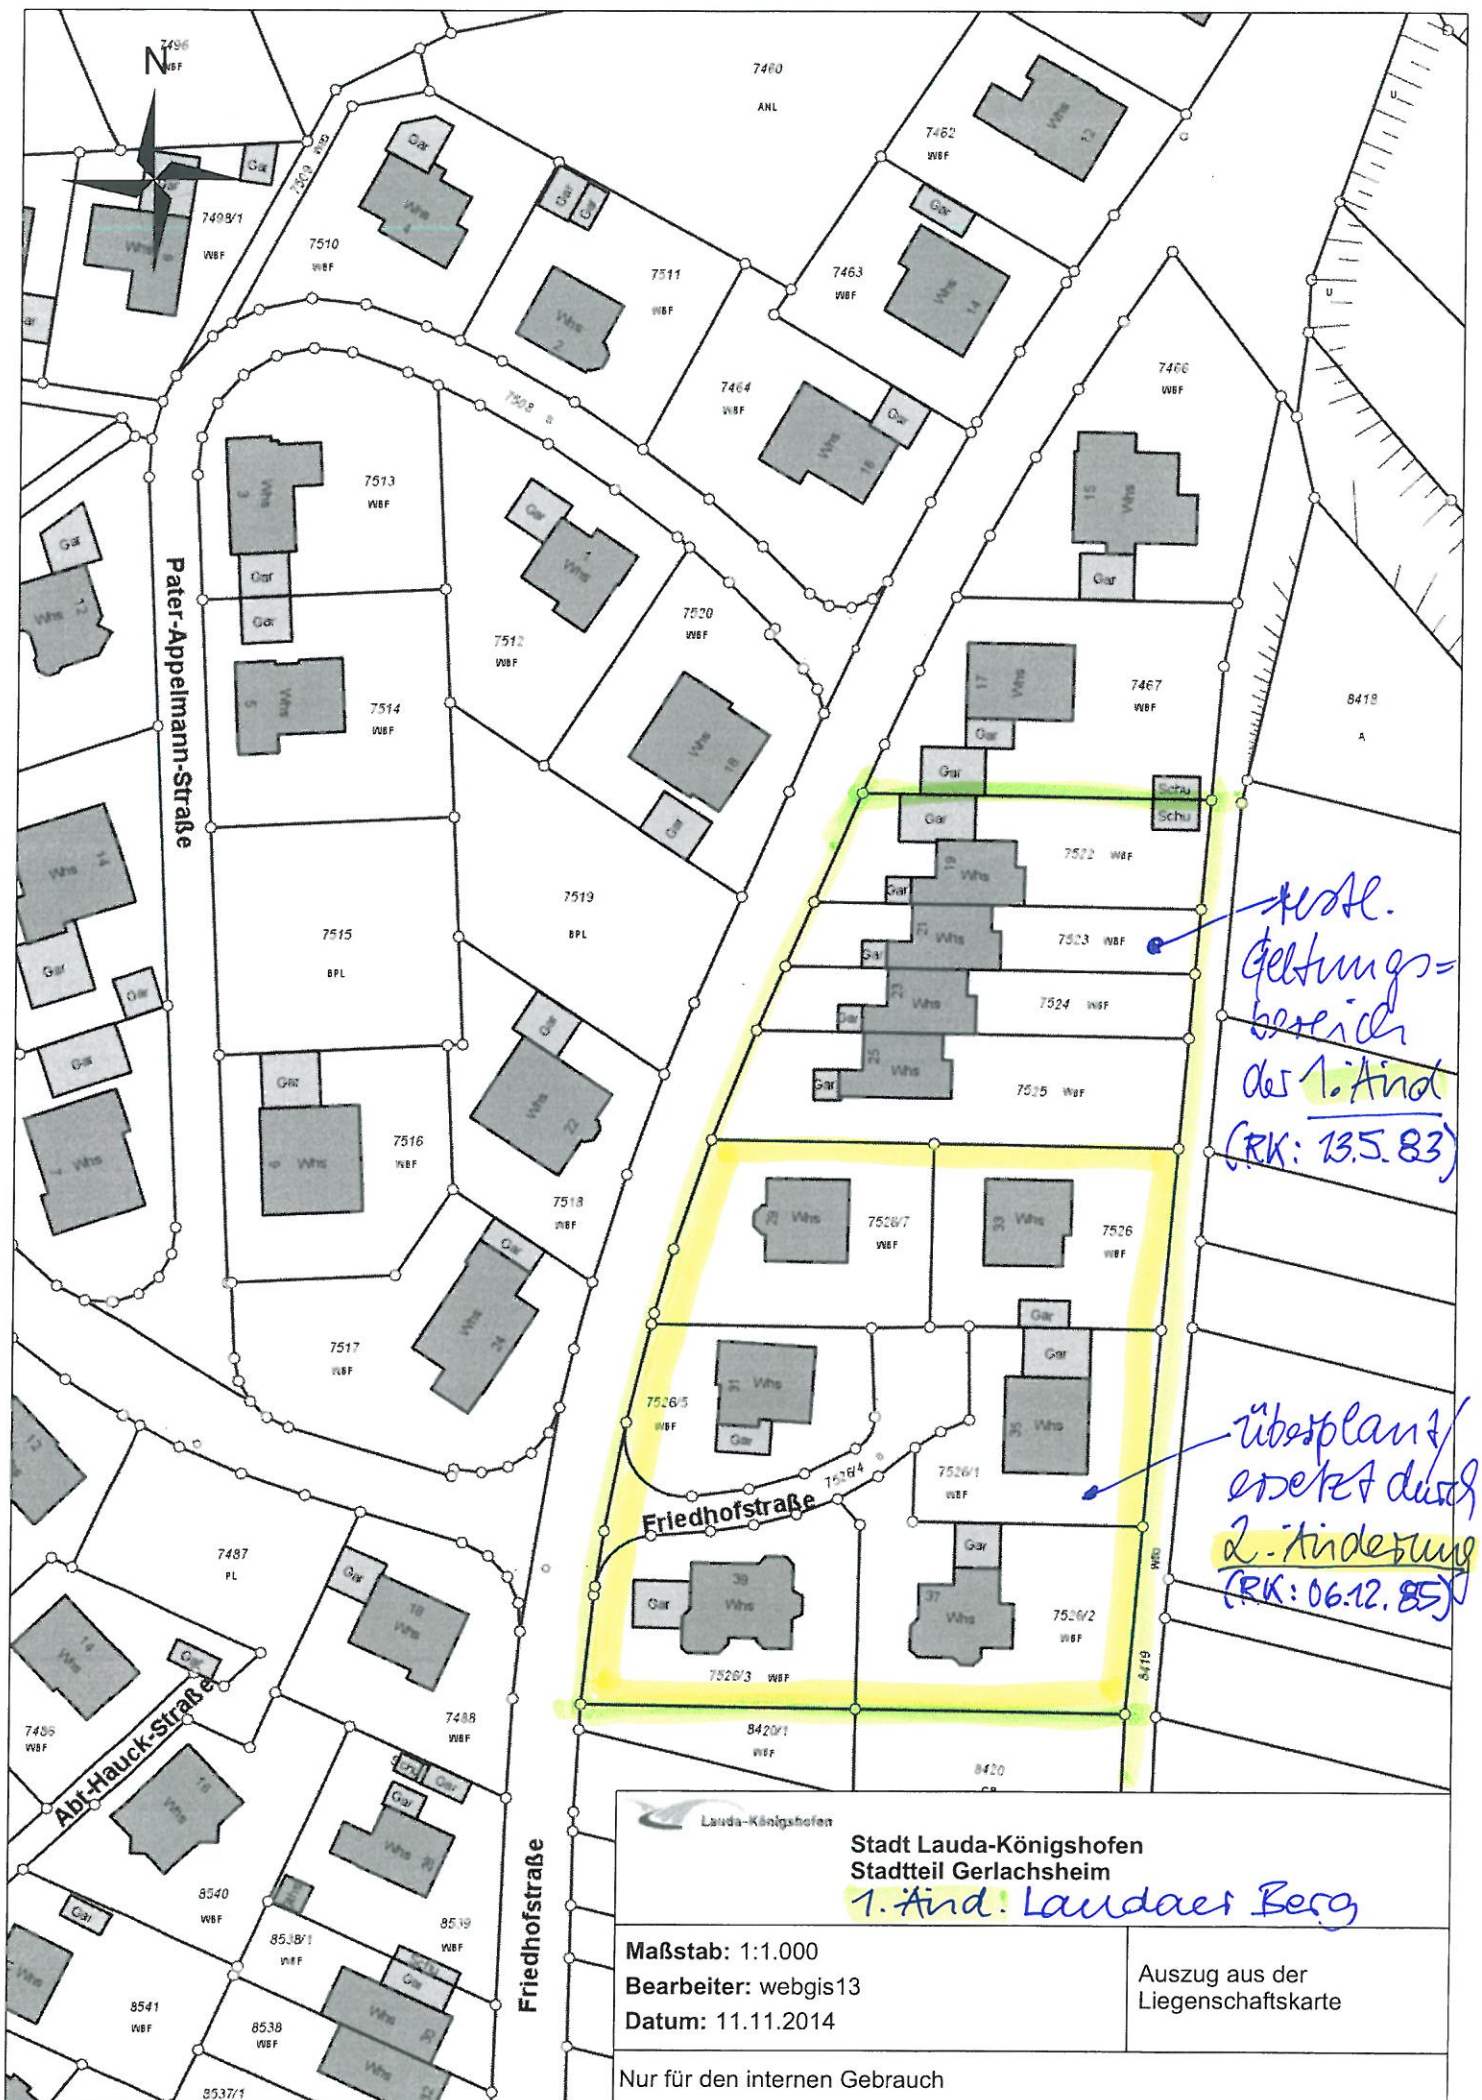 N
7496
WBF
7460
ANL
Whs
12
7462
WBF
Gar
7509
Gar
Gar
7498/1
WBF
Whs
Gar
Whs
4
7510
WBF
Gar
Gar
7511
WBF
Whs
2
7463
WBF
Whs
14
U
U
7508
7464
WBF
Gar
Whs
16
7466
WBF
15
Whs
Gar
3
Whs
7513
WBF
Gar
Gar
Gar
1
Whs
7512
WBF
7520
WBF
Gar
Whs
12
Pater-Appelmann-Straße
5
Whs
7514
WBF
Whs
18
Gar
17
Whs
Gar
7467
WBF
8418
A
Gar
Schu
Schu
Gar
7522 WBF
19
Whs
Gar
Whs
14
Gar
Gar
Gar
7515
BPL
7519
BPL
21
Whs
Gar
7523 WBF
23
Whs
Gar
7524 WBF
25
Whs
Gar
7525 WBF
restl.
Geltungs=
bereich
der 1. Änd
(RK: 13.5.83)
Gar
Whs
22
Gar
Whs
7516
WBF
7518
WBF
Whs
29
Whs
7526/7
WBF
33
Whs
7526
WBF
Gar
Whs
24
Gar
Gar
7517
WBF
31
Whs
Gar
7526/5
WBF
35
Whs
7526/4
7526/1
WBF
Friedhofstraße
überplant/
ersetzt durch
2. Änderung
(RK: 06.12.85)
13
7487
PL
Gar
18
Whs
Gar
39
Whs
Gar
37
Whs
7526/2
WBF
7526/3 WBF
8419
14
Whs
Gar
7486
WBF
Abt-Hauck-Straße
7488
WBF
8420/1
WBF
8420
16
Whs
Schu
Gar
Gar
Whs
20
8540
WBF
Gar
8538/1
WBF
8539
WBF
Friedhofstraße
Whs
Schu
Gar
Whs
30
Whs
8541
WBF
8538
WBF
8537/1
Lauda-Königshofen
Stadt Lauda-Königshofen
Stadtteil Gerlachsheim
1. Änd: Laudaer Berg
Maßstab: 1:1.000
Bearbeiter: webgis13
Datum: 11.11.2014
Auszug aus der
Liegenschaftskarte
Nur für den internen Gebrauch